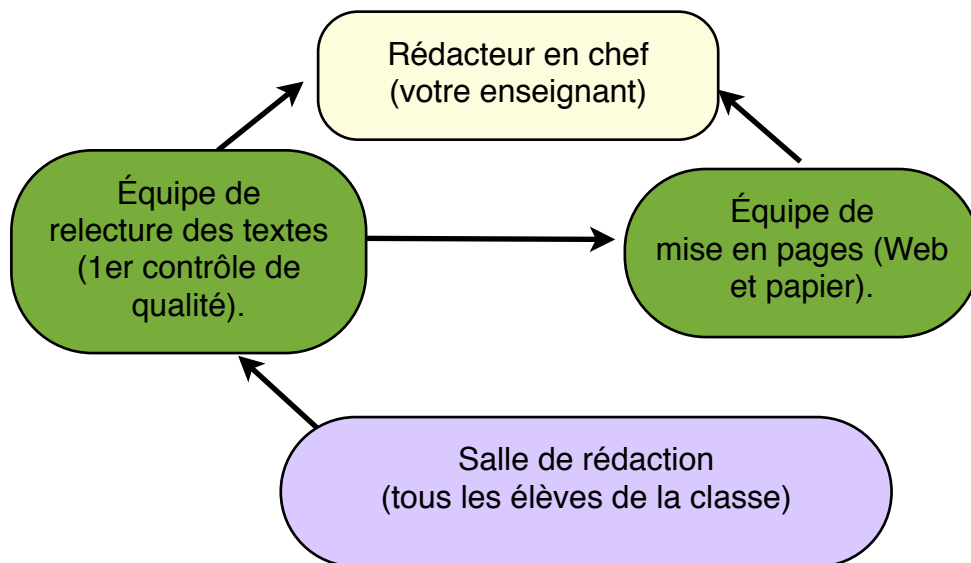 Rédacteur en chef
(votre enseignant)
Équipe de
relecture des textes
(1er contrôle de
qualité).
Équipe de
mise en pages (Web
et papier).
Salle de rédaction
(tous les élèves de la classe)